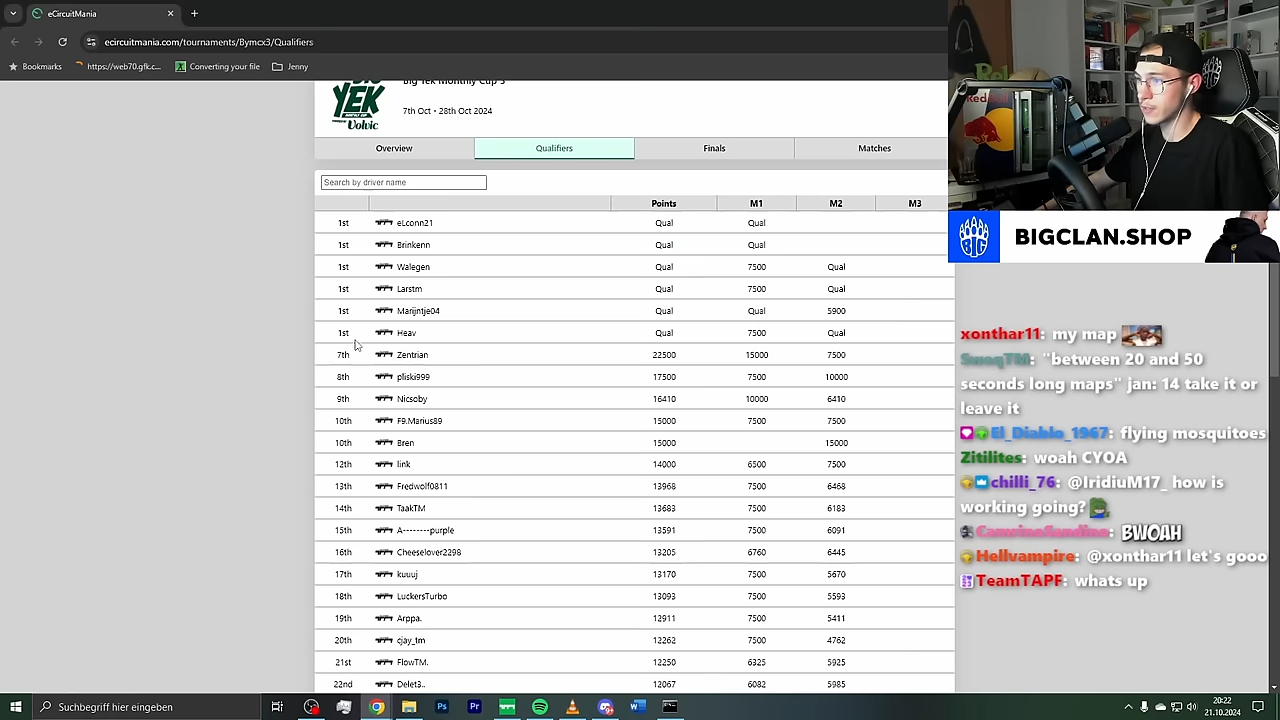 eCircuitMania
ecircuitmania.com/tournaments/Bymcx3/Qualifiers
Bookmarks https://web70.gfk.c... Converting your file Jenny
Big Yek Monthly Cup 3
YEK
Volvic
7th Oct • 28th Oct 2024
Overview Qualifiers Finals Matches
Search by driver name
Points M1 M2 M3
1st eLconn21 Qual Qual
1st Brinkenn Qual Qual
1st Walegen Qual 7500 Qual
1st Larstm Qual 7500 Qual
1st Marijntje04 Qual 5900
1st Heav Qual 7500 Qual
7th Zentrian 22500 15000 7500
8th pliski999 17500 7500 10000
9th Nicsoby 16410 10000 6410
10th F9.Marius89 15000 7500 7500
10th Bren 15000 15000
12th link 14000 6500 7500
13th Fredwolf0811 13968 7500 6468
14th TaakTM 13683 7500 6183
15th A--------purple 13591 7500 6091
16th Cheeselover2298 13205 6760 6445
17th kuuuj 13170 7500 5670
18th LuckersTurbo 13093 7500 5593
19th Arppa. 12911 7500 5411
20th cjay_tm 12262 7500 4762
21st FlowTM. 12250 6325 5925
22nd Delet3.. 12067 6082 5985
BIGCLAN.SHOP
xonthar11: my map
SwaqTM: "between 20 and 50
seconds long maps" jan: 14 take it or
leave it
El_Diablo_1967: flying mosquitoes
Zitilites: woah CYOA
chilli_76: @IridiuM17_ how is
working going?
BWOAH
Hellvampire: @xonthar11 let's gooo
TeamTAPF: whats up
Suchbegriff hier eingeben
20:22
21.10.2024